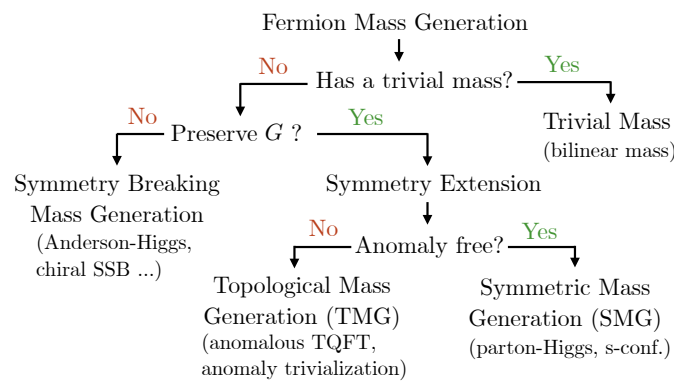 Fermion Mass Generation
No
Has a trivial mass?
Yes
No
Preserve G ?
Yes
Trivial Mass
(bilinear mass)
Symmetry Breaking
Mass Generation
(Anderson-Higgs,
chiral SSB ...)
Symmetry Extension
No
Anomaly free?
Yes
Topological Mass
Generation (TMG)
(anomalous TQFT,
anomaly trivialization)
Symmetric Mass
Generation (SMG)
(parton-Higgs, s-conf.)